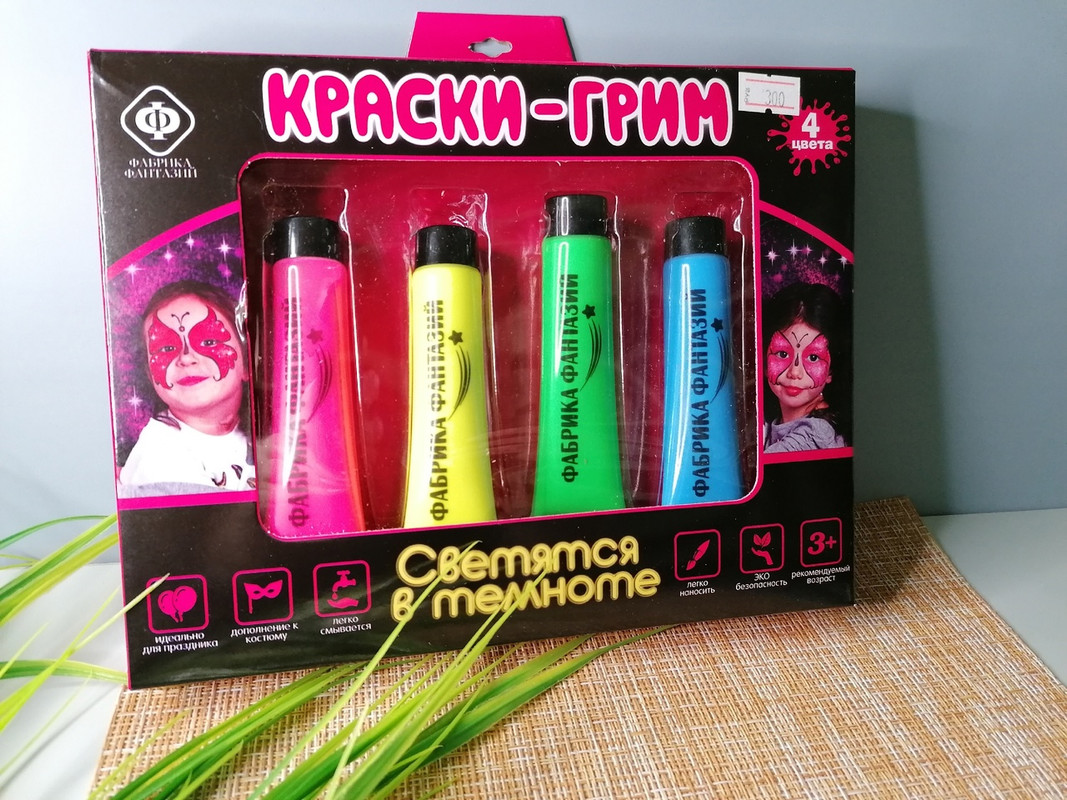 КРАСКИ-ГРИМ
300
4
цвета
ФАБРИКА
ФАНТАЗИЙ
ФАБРИКА ФАНТАЗИЙ
ФАБРИКА ФАНТАЗИЙ
ФАБРИКА ФАНТАЗИЙ
ФАБРИКА ФАНТАЗИЙ
Светятся
в темноте
идеально
для праздника
дополнение к
костюму
легко
смывается
легко
наносить
ЭКО
безопасность
3+
рекомендуемый
возраст